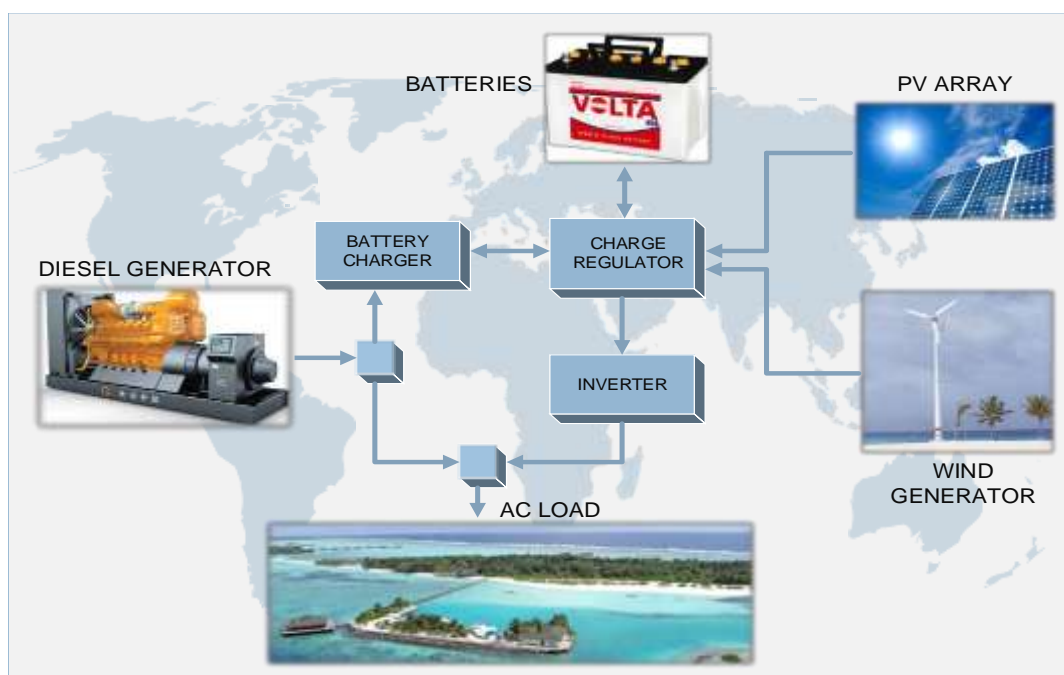 BATTERIES
VOLTA
PV ARRAY
BATTERY
CHARGER
CHARGE
REGULATOR
DIESEL GENERATOR
INVERTER
WIND
GENERATOR
AC LOAD